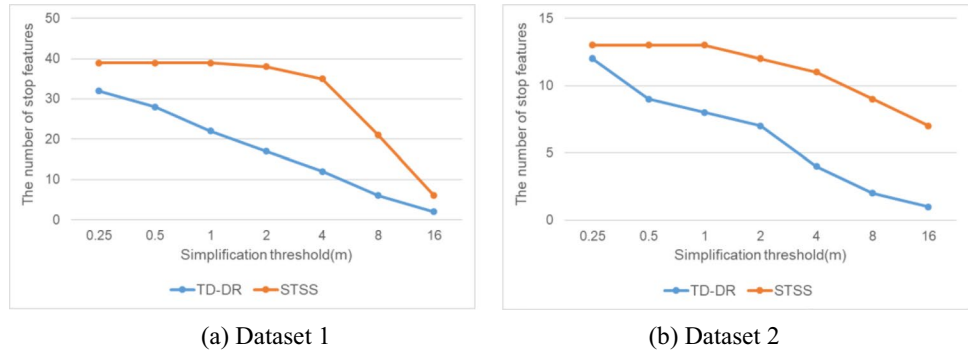 The number of stop features
50
40
30
20
10
0
0.25 0.5 1 2 4 8 16
Simplification threshold(m)
TD-DR STSS
(a) Dataset 1
The number of stop features
15
10
5
0
0.25 0.5 1 2 4 8 16
Simplification threshold(m)
TD-DR STSS
(b) Dataset 2